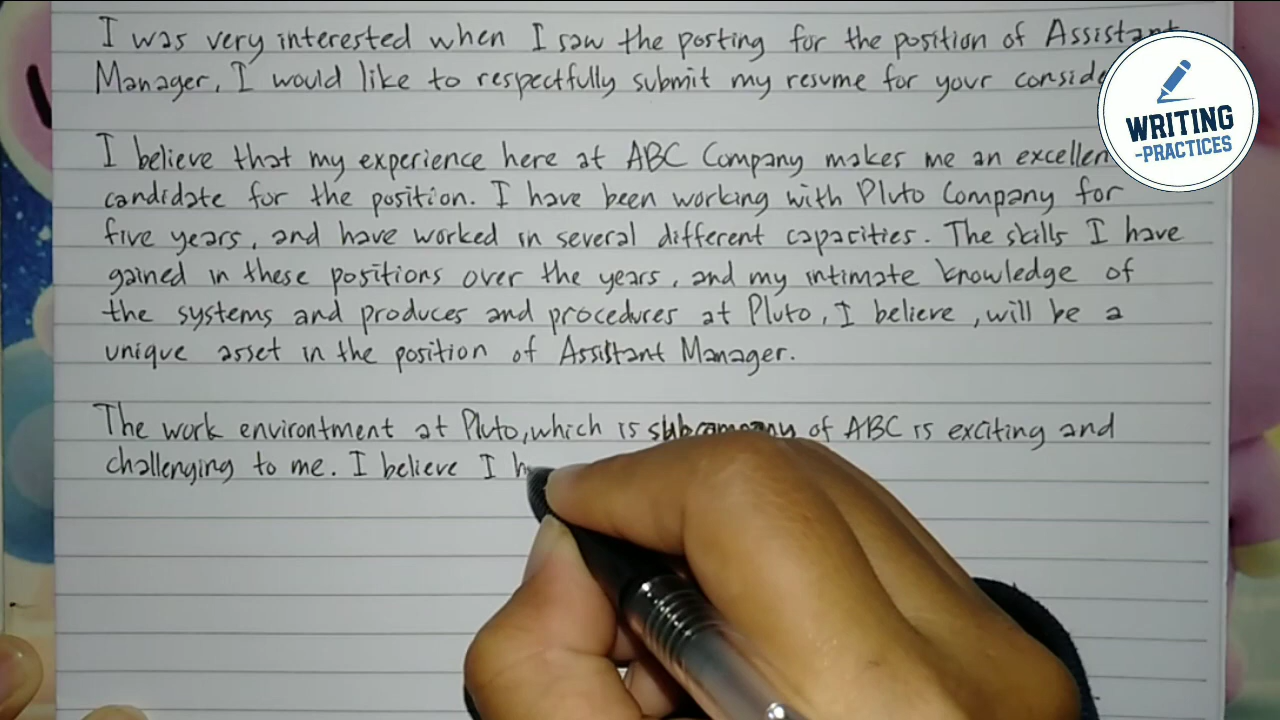 I was very interested when I saw the posting for the position of Assistant
Manager, I would like to respectfully submit my resume for your
I believe that my experience here at ABC Company makes me an
candidate for the position. I have been working with Pluto Company for
five years, and have worked in several different capacities. The skills I have
gained in these positions over the years, and my intimate knowledge of
the systems and produces and procedures at Pluto, I believe, will be a
unique asset in the position of Assistant Manager.
The work environtment at Pluto, which is subcompany of ABC is exciting and
challenging to me. I believe I
WRITING
-PRACTICES